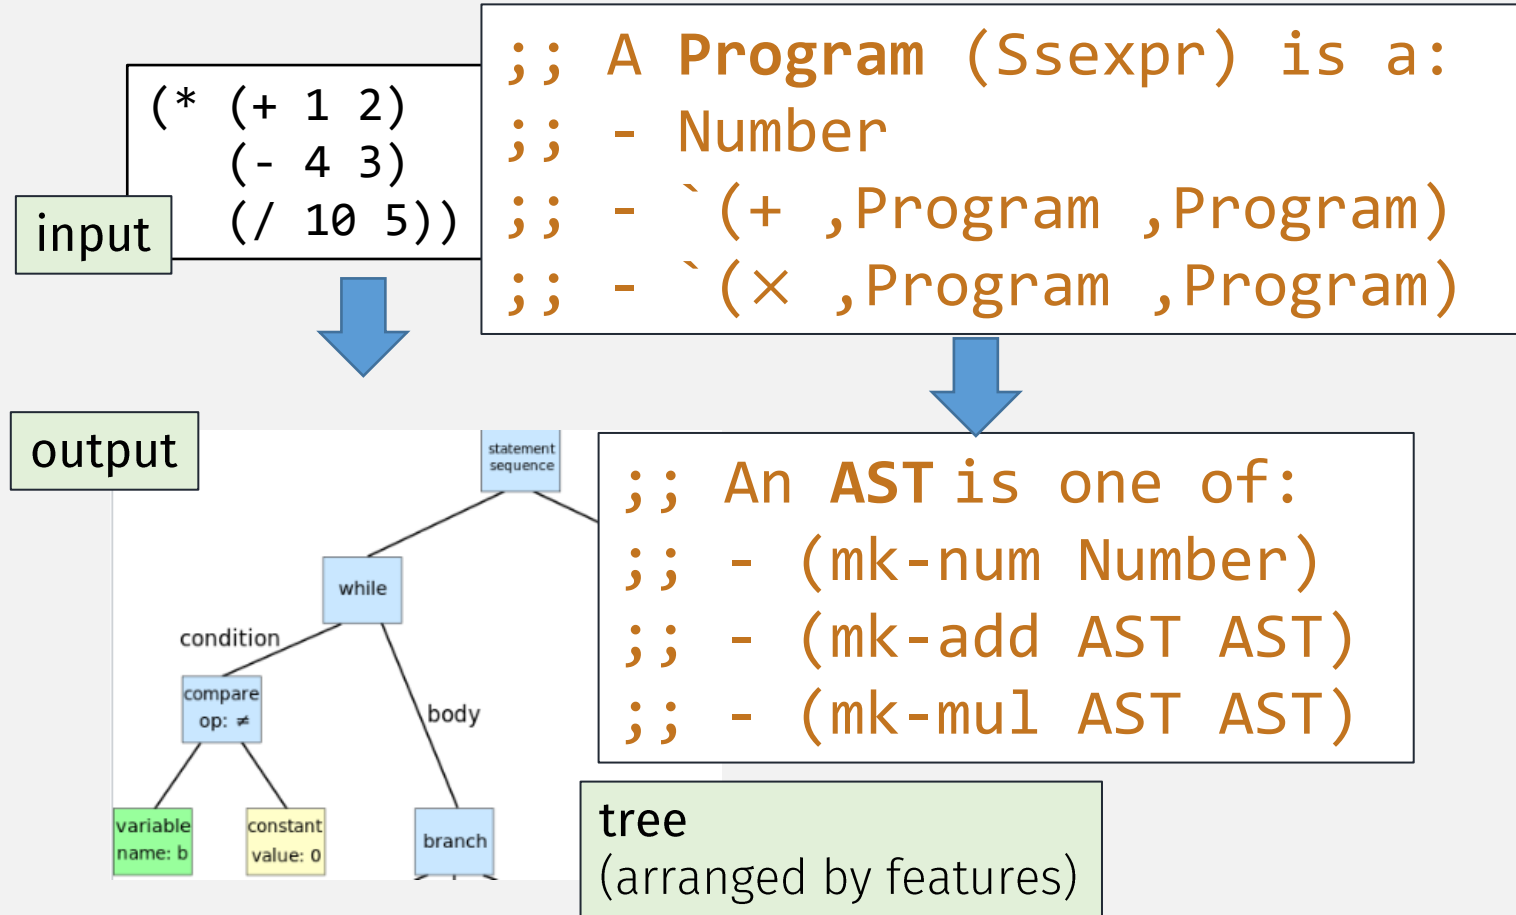 (* (+ 1 2)
(- 4 3)
(/ 10 5))
input
;; A Program (Ssexpr) is a:
;; - Number
;; - `(+ ,Program ,Program)
;; - `(× ,Program ,Program)
output
statement
sequence
while
condition
compare
op: ≠
body
variable
name: b
constant
value: 0
branch
;; An AST is one of:
;; - (mk-num Number)
;; - (mk-add AST AST)
;; - (mk-mul AST AST)
tree
(arranged by features)